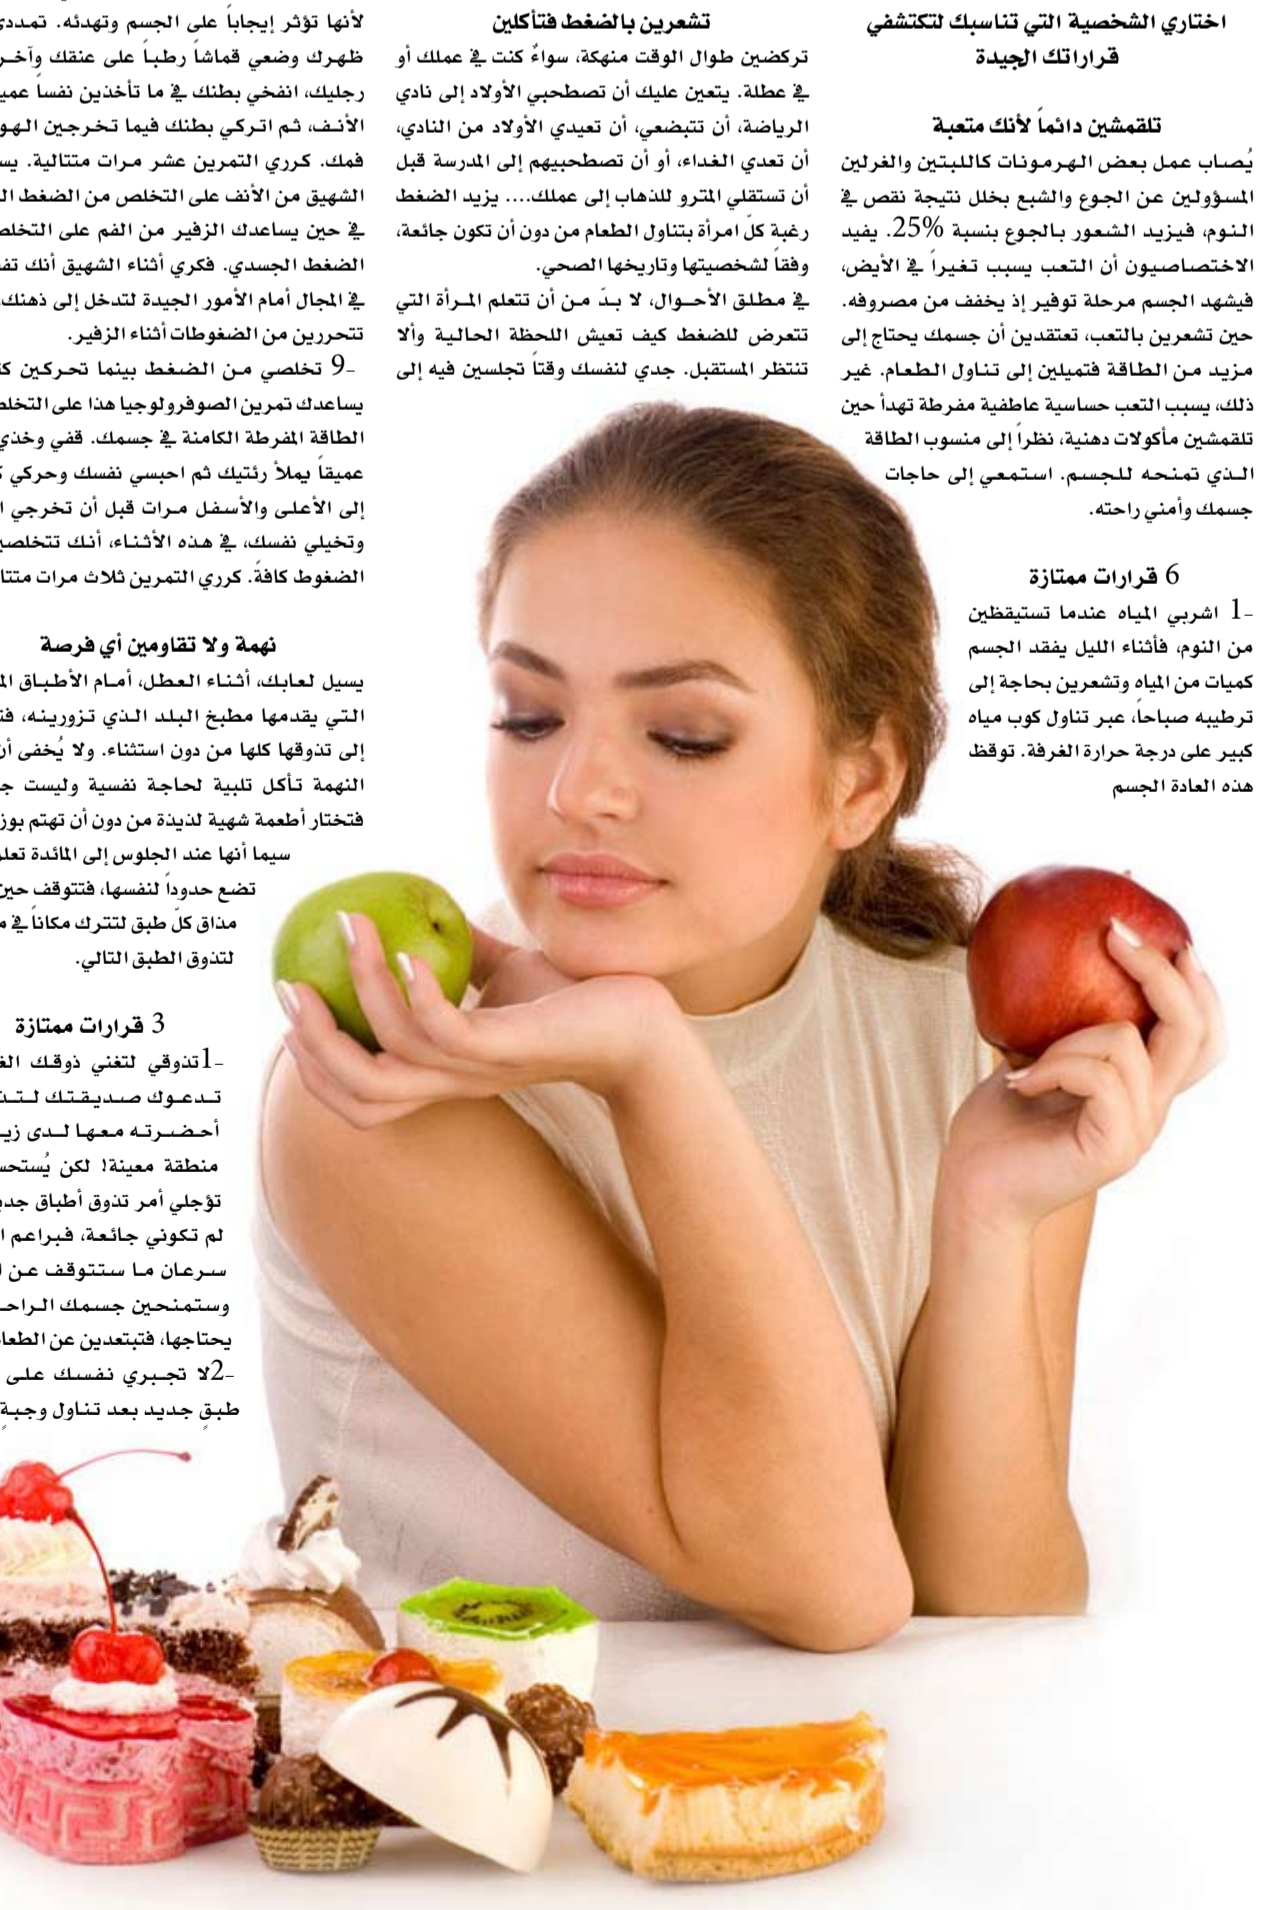 اختاري الشخصية التي تناسبك لتكتشفي
قراراتك الجيدة
تلقمشين دائماً لأنك متعبة
يُصاب عمل بعض الهرمونات كاللبتين والغرلين
المسؤولين عن الجوع والشبع بخلل نتيجة نقص في
النوم، فيزيد الشعور بالجوع بنسبة 25%. يفيد
الاختصاصيون أن التعب يسبب تغيراً في الأيض،
فيشهد الجسم مرحلة توفير إذ يخفف من مصروفه.
حين تشعرين بالتعب، تعتقدين أن جسمك يحتاج إلى
مزيد من الطاقة فتميلين إلى تناول الطعام. غير
ذلك، يسبب التعب حساسية عاطفية مفرطة تهدأ حين
تلقمشين مأكولات دهنية، نظراً إلى منسوب الطاقة
الذي تمنحه للجسم. استمعي إلى حاجات
جسمك وأمني راحته.
6 قرارات ممتازة
1- اشربي المياه عندما تستيقظين
من النوم، فأثناء الليل يفقد الجسم
كميات من المياه وتشعرين بحاجة إلى
ترطيبه صباحاً، عبر تناول كوب مياه
كبير على درجة حرارة الغرفة. توقظ
هذه العادة الجسم
تشعرين بالضغط فتأكلين
تركضين طوال الوقت منهكة، سواءٌ كنت في عملك أو
في عطلة. يتعين عليك أن تصطحبي الأولاد إلى نادي
الرياضة، أن تتبضعي، أن تعيدي الأولاد من النادي،
أن تعدي الغداء، أو أن تصطحبيهم إلى المدرسة قبل
أن تستقلي المترو للذهاب إلى عملك.... يزيد الضغط
رغبة كلّ امرأة بتناول الطعام من دون أن تكون جائعة،
وفقاً لشخصيتها وتاريخها الصحي.
في مطلق الأحوال، لا بدّ من أن تتعلم المرأة التي
تتعرض للضغط كيف تعيش اللحظة الحالية وألا
تنتظر المستقبل. جدي لنفسك وقتاً تجلسين فيه إلى
لأنها تؤثر إيجاباً على الجسم وتهدئه.
ظهرك وضعي قماشاً رطباً على عنقك
رجليك، انفخي بطنك في ما تأخذين نفساً
الأنف، ثم اتركي بطنك فيما تخرجين
فمك. كرري التمرين عشر مرات متتالية.
الشهيق من الأنف على التخلص من الضغط
في حين يساعدك الزفير من الفم على
الضغط الجسدي. فكري أثناء الشهيق أنك
في المجال أمام الأمور الجيدة لتدخل إلى ذهنك
تتحررين من الضغوطات أثناء الزفير.
9- تخلصي من الضغط بينما تحركين
يساعدك تمرين الصوفرولوجيا هذا على
الطاقة المفرطة الكامنة في جسمك. قفي وخذي
عميقاً يملأ رئتيك ثم احبسي نفسك وحركي
إلى الأعلى والأسفل مرات قبل أن تخرجي
وتخيلي نفسك، في هذه الأثناء، أنك
الضغوط كافةً. كرري التمرين ثلاث مرات
نهمة ولا تقاومين أي فرصة
يسيل لعابك، أثناء العطل، أمام الأطباق
التي يقدمها مطبخ البلد الذي تزورينه،
إلى تذوقها كلها من دون استثناء. ولا يُخفى
النهمة تأكل تلبية لحاجة نفسية وليست
فتختار أطعمة شهية لذيذة من دون أن تهتم
سيما أنها عند الجلوس إلى المائدة
تضع حدوداً لنفسها، فتتوقف
مذاق كلّ طبق لتترك مكاناً في
لتذوق الطبق التالي.
3 قرارات ممتازة
1-تذوقي لتغني ذوقك
تدعوك صديقتك
أحضرته معها لدى
منطقة معينة! لكن
تؤجلي أمر تذوق أطباق
لم تكوني جائعة، فبراعم
سرعان ما ستتوقف عن
وستمنحين جسمك
يحتاجها، فتبتعدين عن
2-لا تجبري نفسك على
طبقٍ جديد بعد تناول وجبةٍ